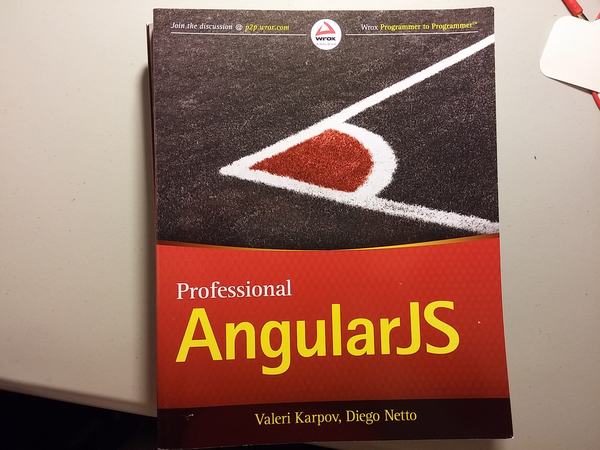 Join the discussion @ p2p.wrox.com
wrox
Wrox Programmer to Programmer™
Professional
AngularJS
Valeri Karpov, Diego Netto